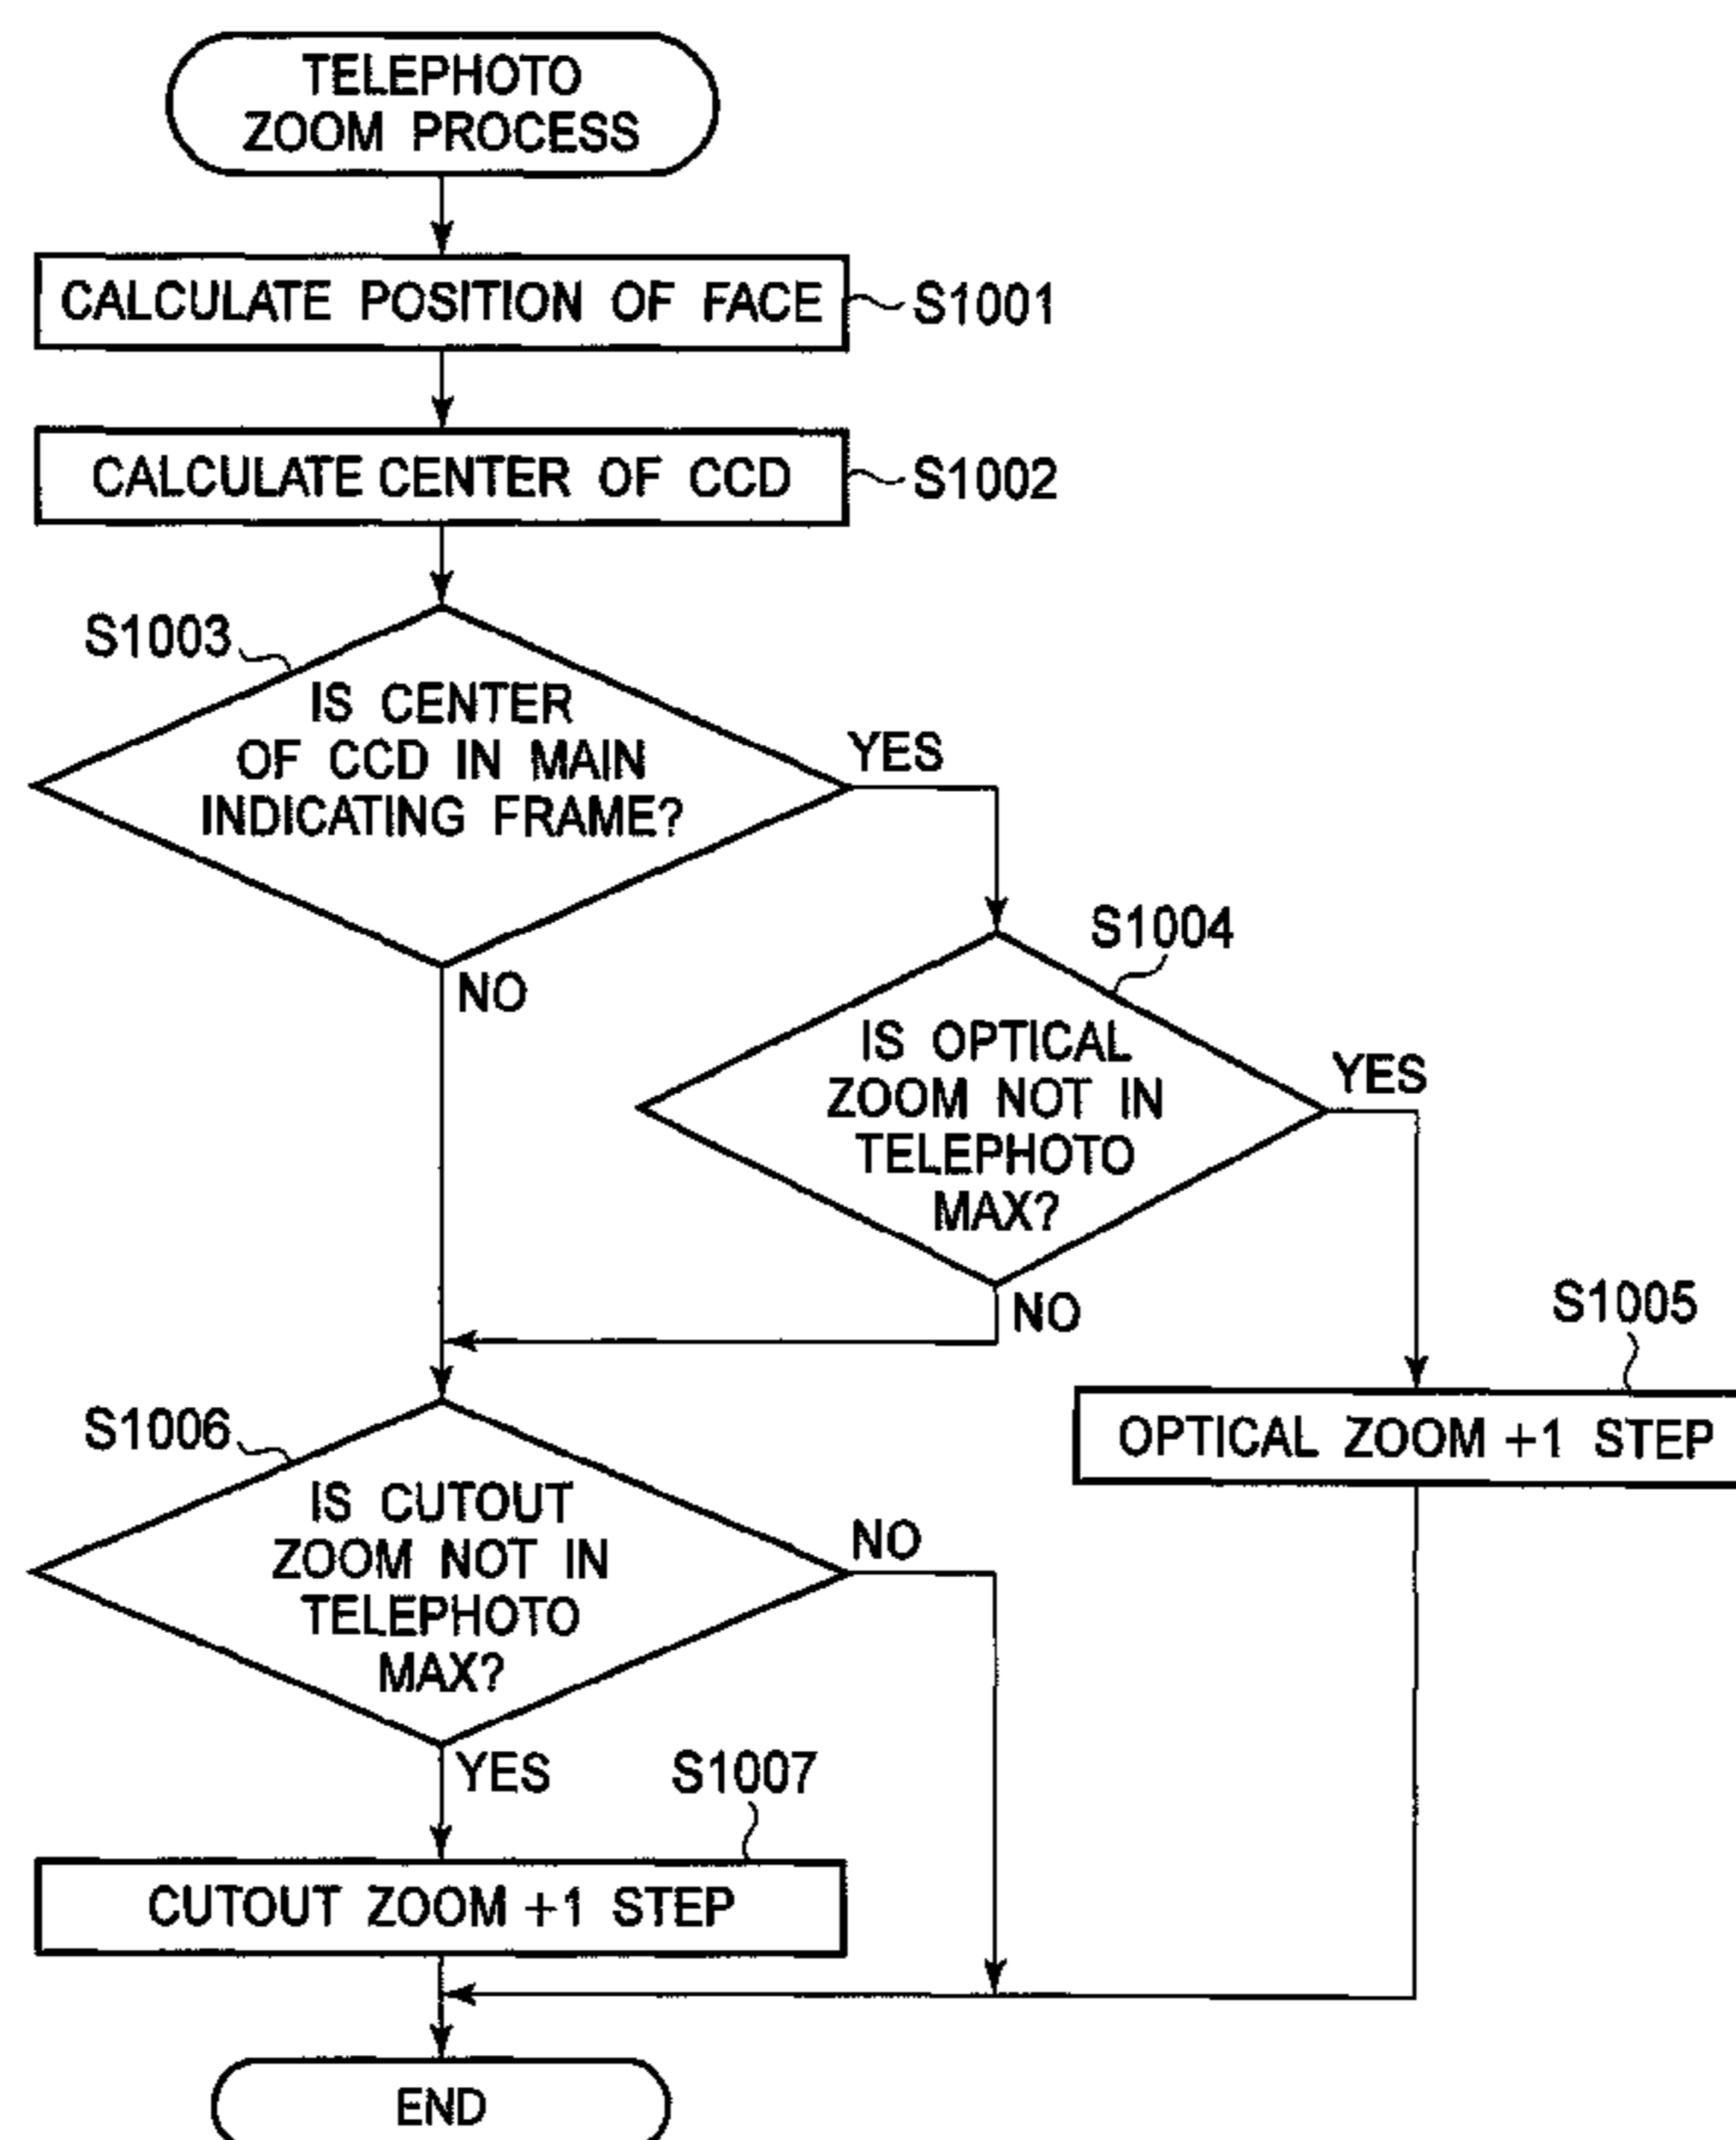 TELEPHOTO
ZOOM PROCESS
CALCULATE POSITION OF FACE
S1001
CALCULATE CENTER OF CCD
S1002
S1003
IS CENTER
OF CCD IN MAIN
INDICATING FRAME?
YES
NO
S1004
IS OPTICAL
ZOOM NOT IN
TELEPHOTO
MAX?
YES
NO
S1005
OPTICAL ZOOM +1 STEP
S1006
IS CUTOUT
ZOOM NOT IN
TELEPHOTO
MAX?
NO
YES
S1007
CUTOUT ZOOM +1 STEP
END